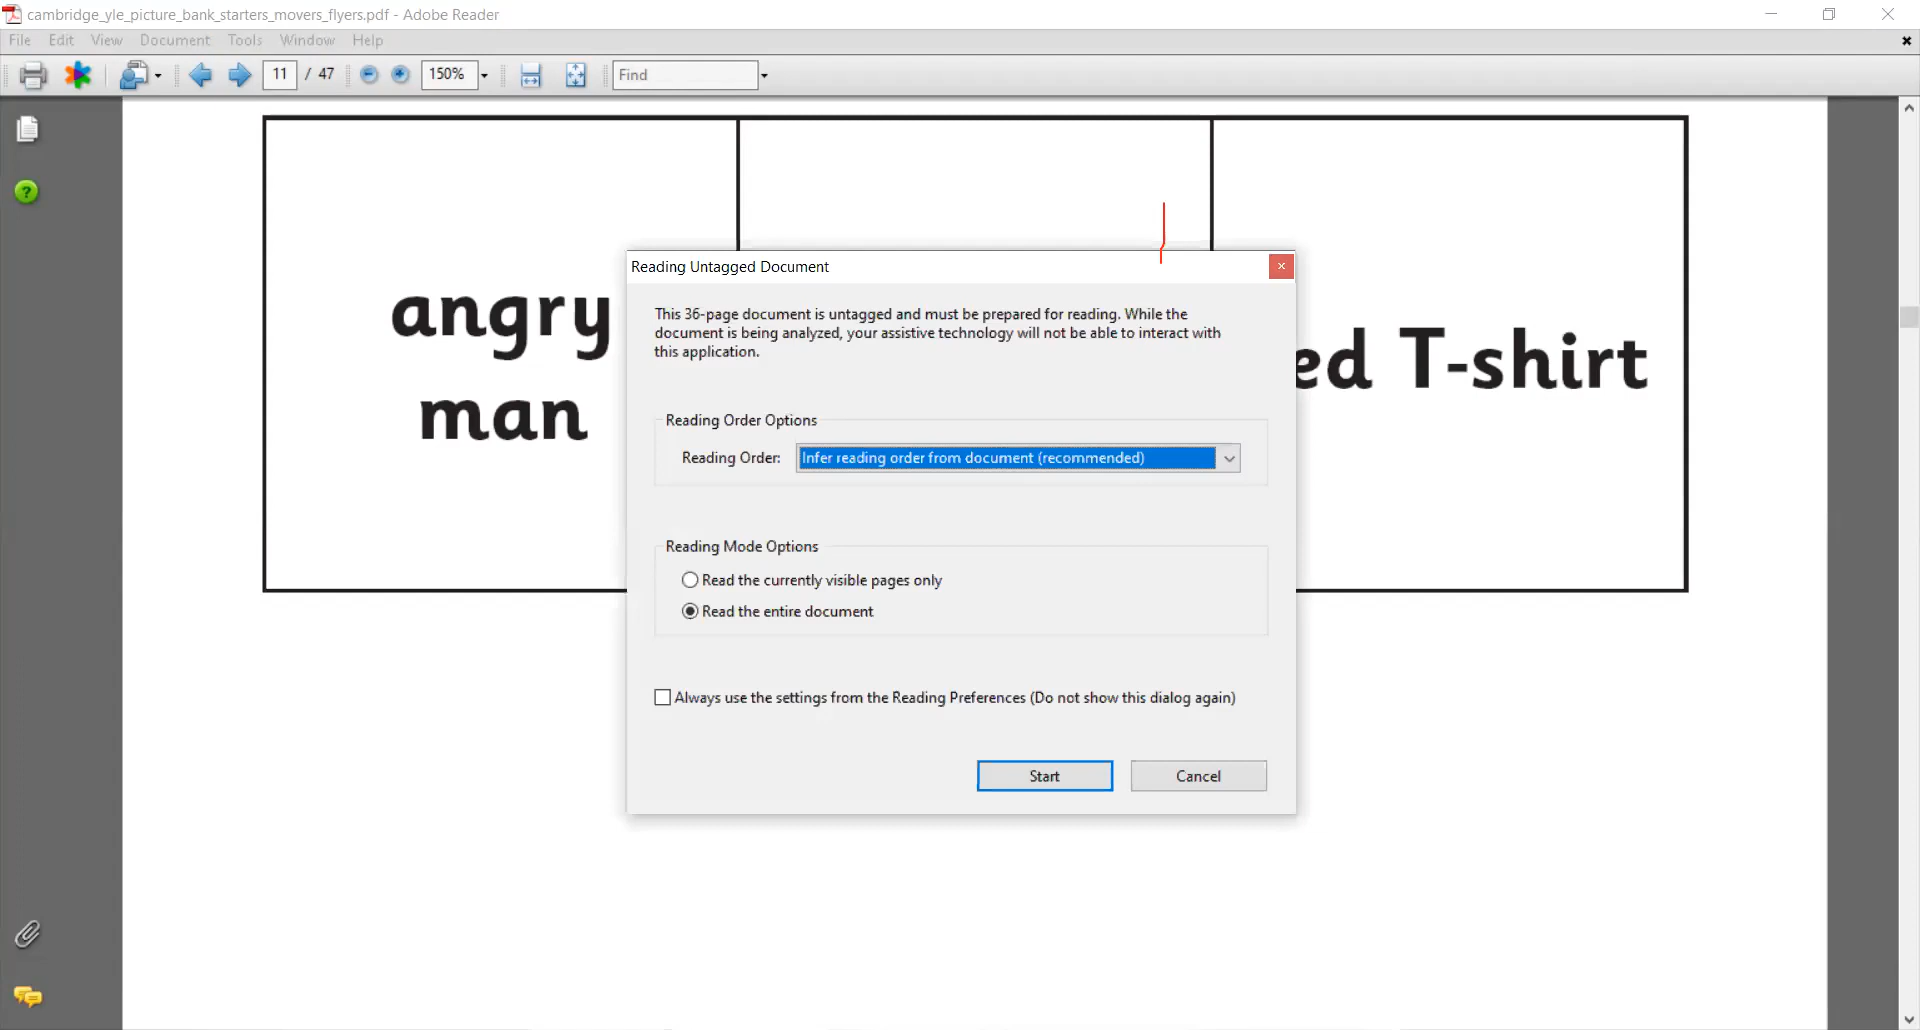 cambridge_yle_picture_bank_starters_movers_flyers.pdf - Adobe Reader
File Edit View Document Tools Window Help
11 / 47 150% Find
angry
man
ed T-shirt
Reading Untagged Document
This 36-page document is untagged and must be prepared for reading. While the
document is being analyzed, your assistive technology will not be able to interact with
this application.
Reading Order Options
Reading Order: Infer reading order from document (recommended)
Reading Mode Options
Read the currently visible pages only
Read the entire document
Always use the settings from the Reading Preferences (Do not show this dialog again)
Start Cancel